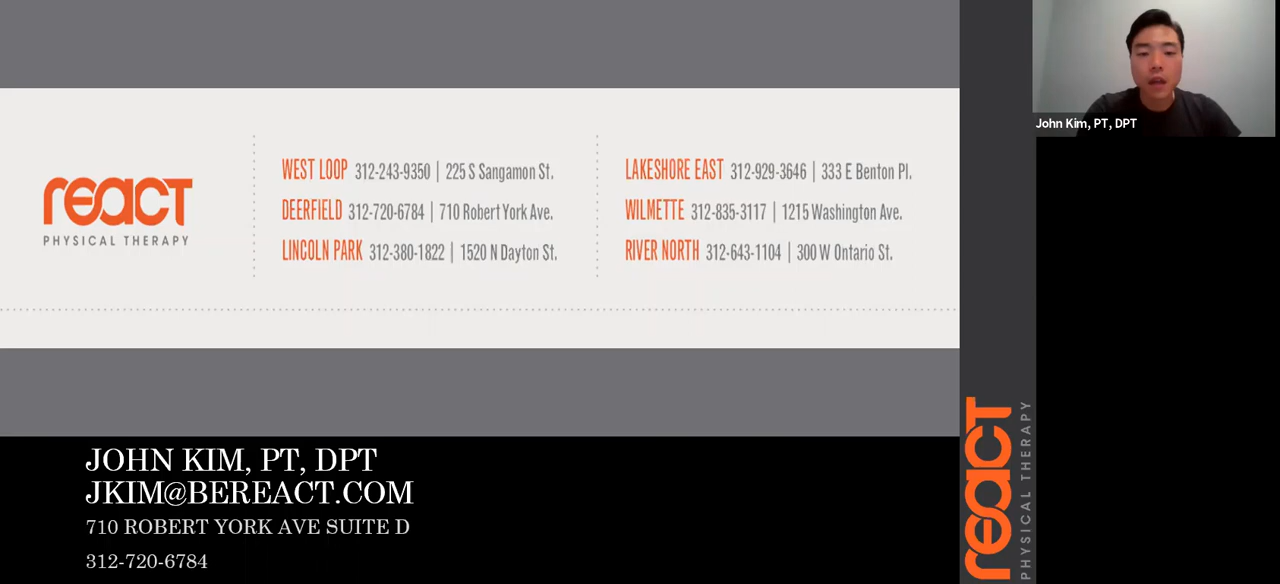 react
PHYSICAL THERAPY
WEST LOOP 312-243-9350 | 225 S Sangamon St.
DEERFIELD 312-720-6784 | 710 Robert York Ave.
LINCOLN PARK 312-380-1822 | 1520 N Dayton St.
LAKESHORE EAST 312-929-3646 | 333 E Benton Pl.
WILMETTE 312-835-3117 | 1215 Washington Ave.
RIVER NORTH 312-643-1104 | 300 W Ontario St.
JOHN KIM, PT, DPT
JKIM@BEREACT.COM
710 ROBERT YORK AVE SUITE D
312-720-6784
react
PHYSICAL THERAPY
John Kim, PT, DPT